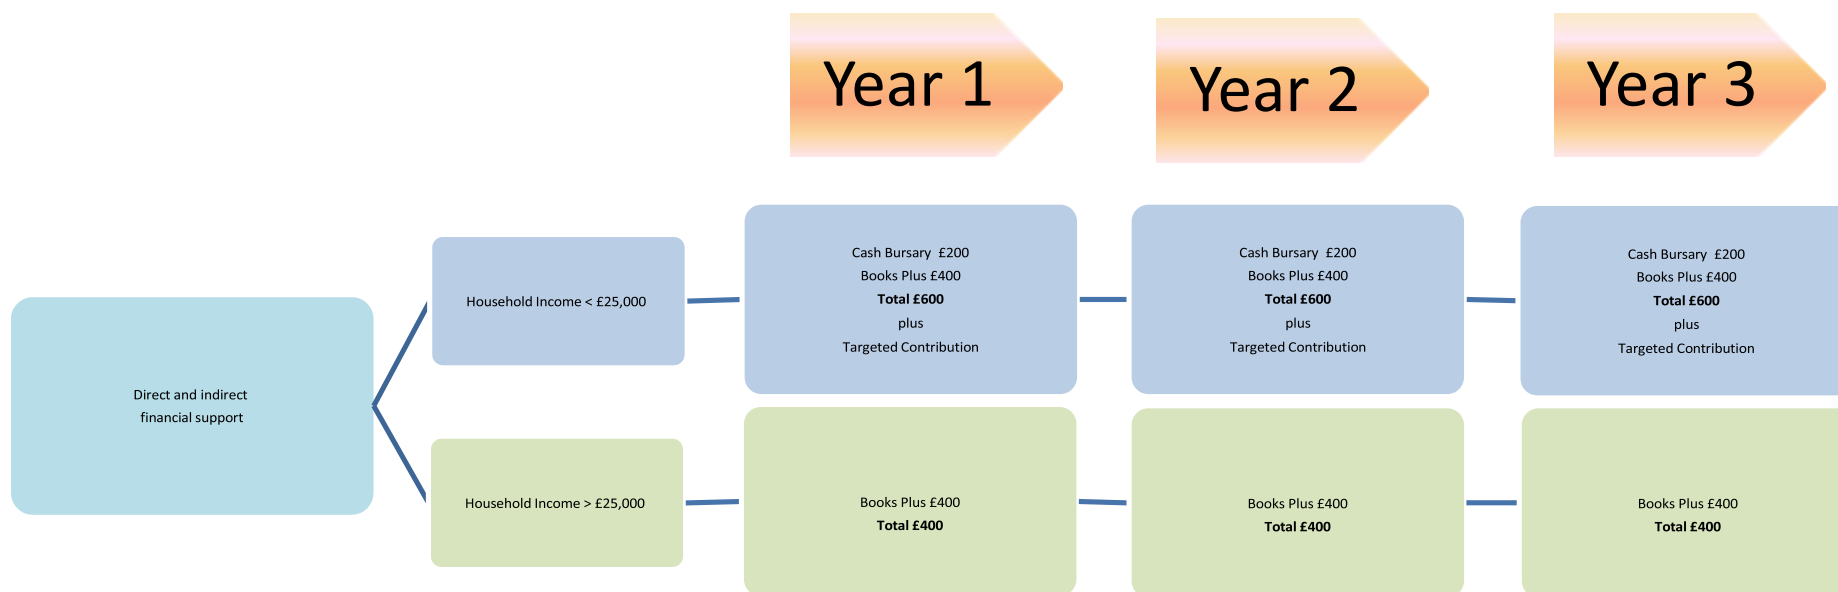 Year 1
Year 2
Year 3
Direct and indirect
financial support
Household Income < £25,000
Cash Bursary  £200
Books Plus £400
Total £600
plus
Targeted Contribution
Cash Bursary  £200
Books Plus £400
Total £600
plus
Targeted Contribution
Cash Bursary  £200
Books Plus £400
Total £600
plus
Targeted Contribution
Household Income > £25,000
Books Plus £400
Total £400
Books Plus £400
Total £400
Books Plus £400
Total £400